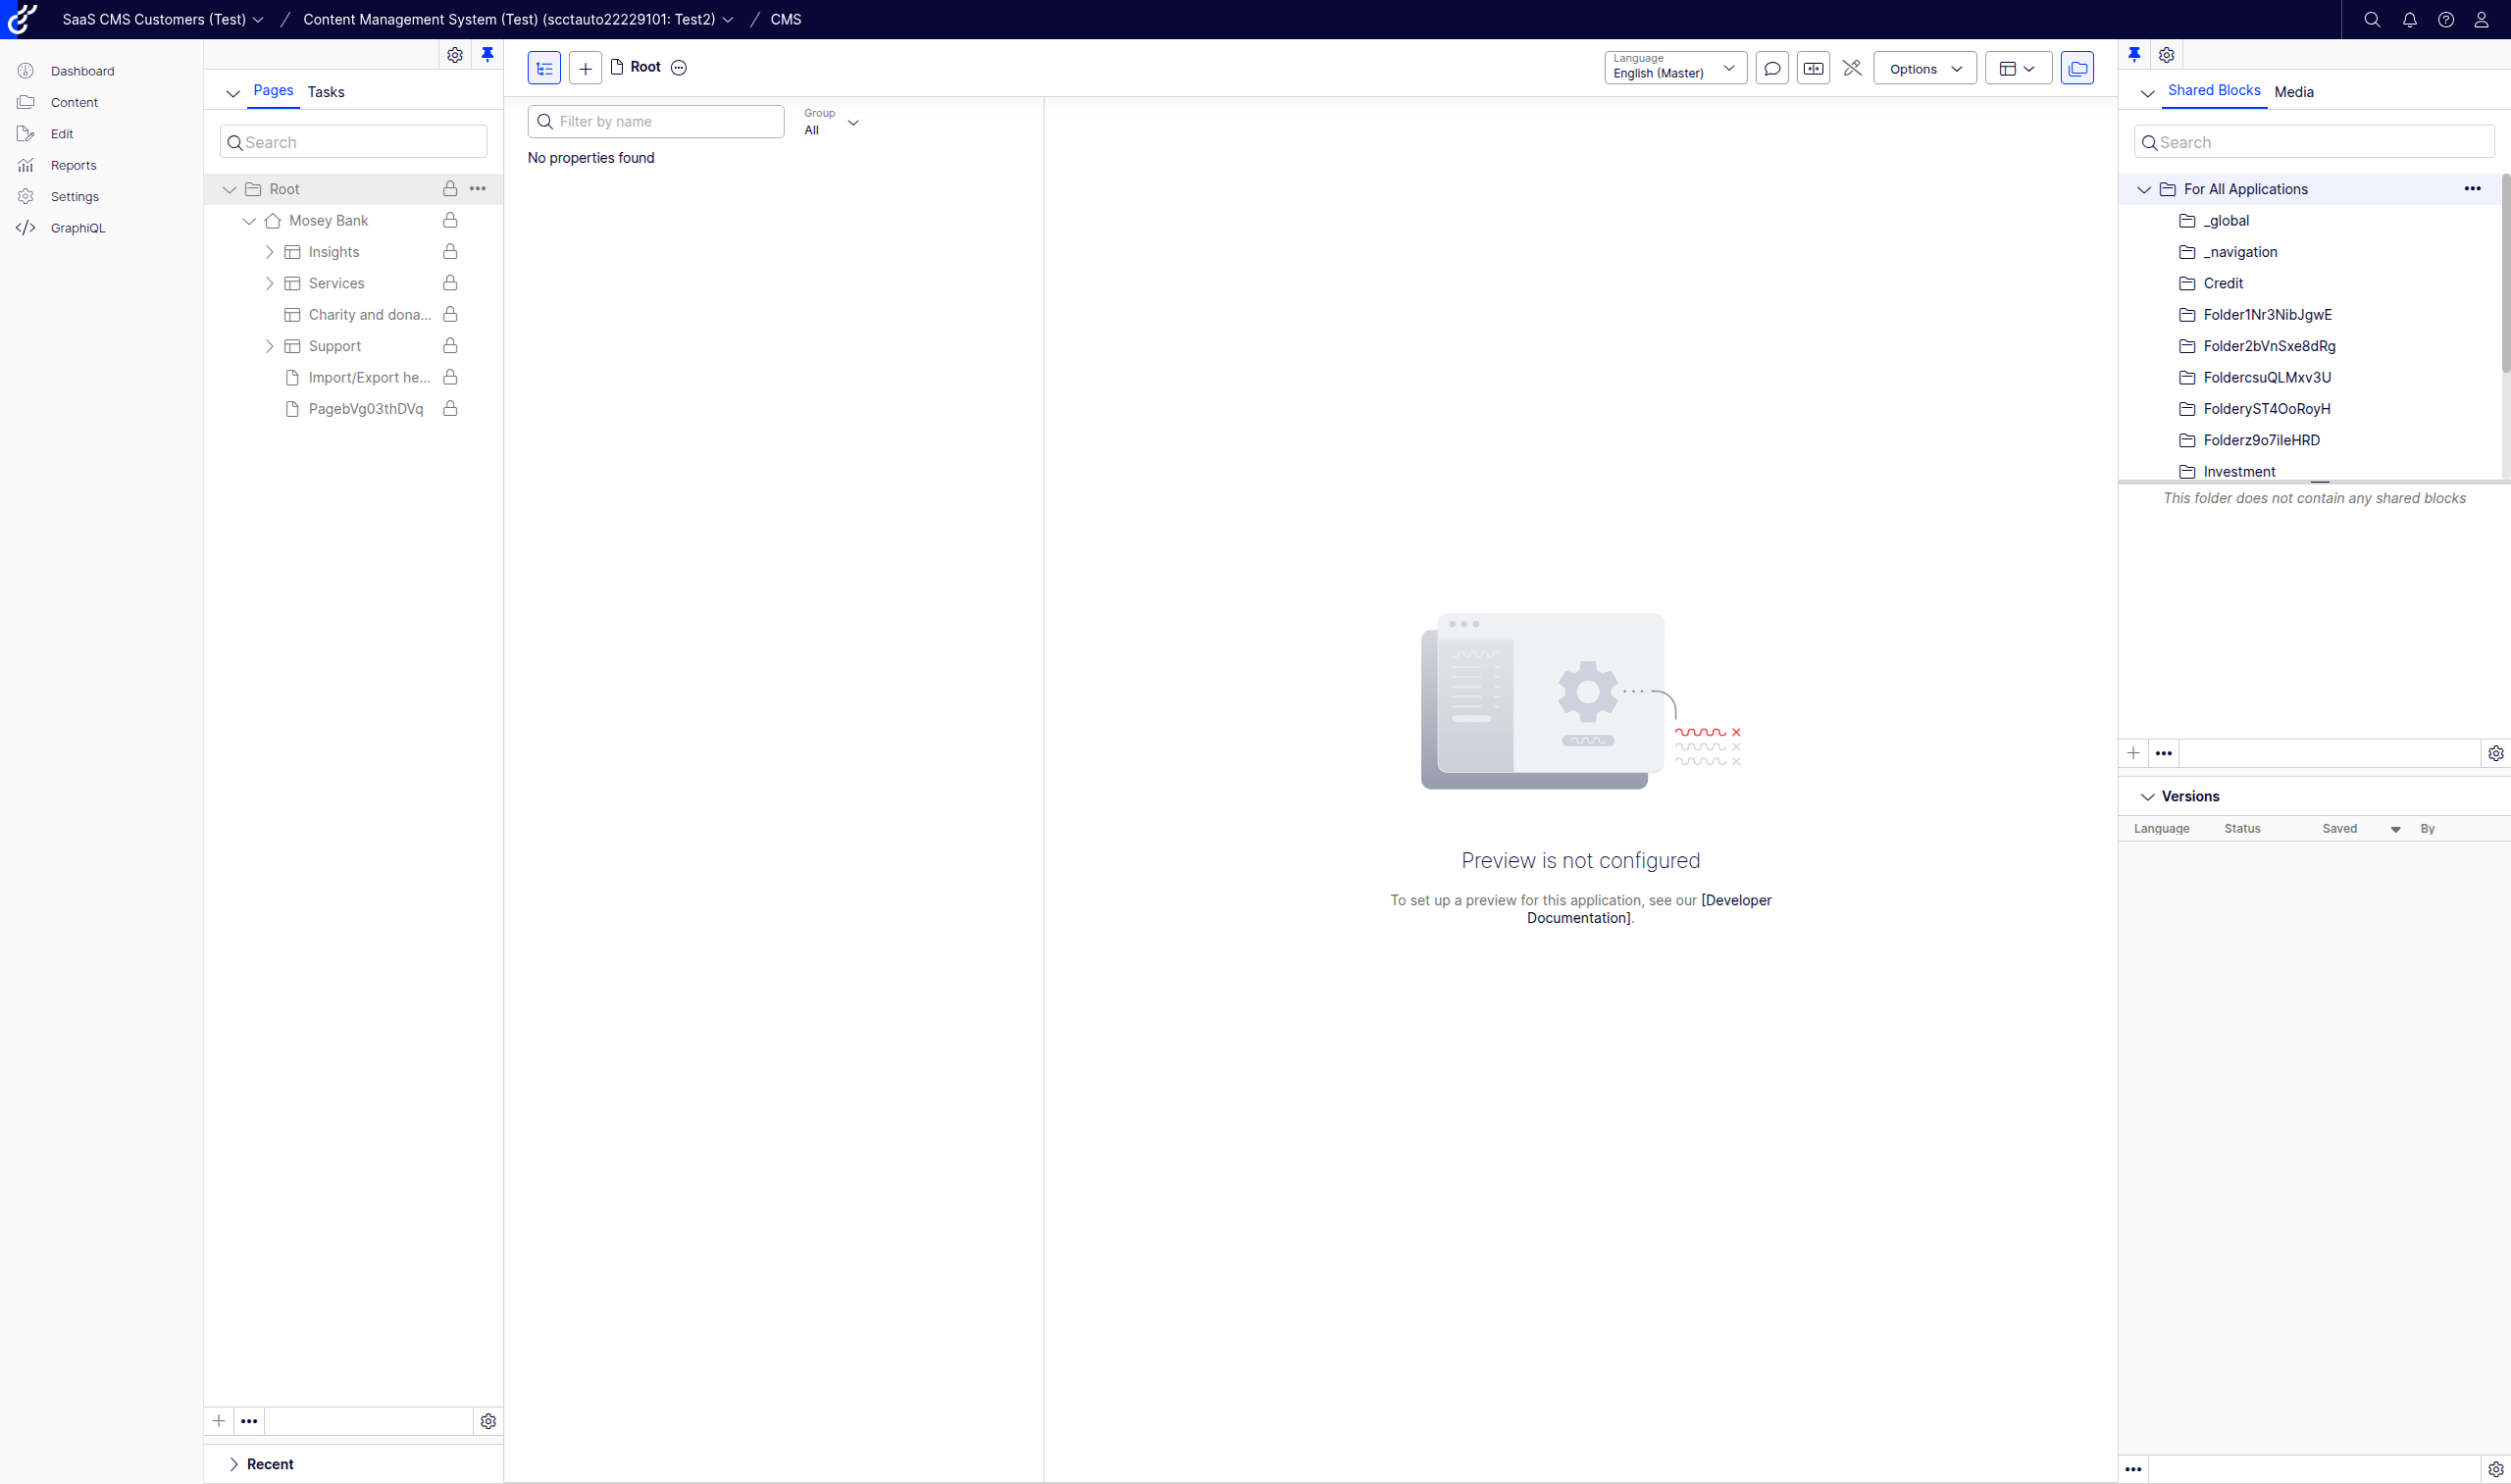 SaaS CMS Customers (Test) / Content Management System (Test) (scctauto22229101: Test2) / CMS
Dashboard
Content
Edit
Reports
Settings
GraphiQL
Pages Tasks
Search
Root
Mosey Bank
Insights
Services
Charity and dona...
Support
Import/Export he...
PagebVg03thDVq
Recent
Root
Language
English (Master)
Options
Filter by name
Group
All
No properties found
Preview is not configured
To set up a preview for this application, see our [Developer
Documentation].
Shared Blocks Media
Search
For All Applications
_global
_navigation
Credit
Folder1Nr3NibJgwE
Folder2bVnSxe8dRg
FoldercsuQLMxv3U
FolderyST4OoRoyH
Folderz9o7ileHRD
Investment
This folder does not contain any shared blocks
Versions
Language Status Saved By